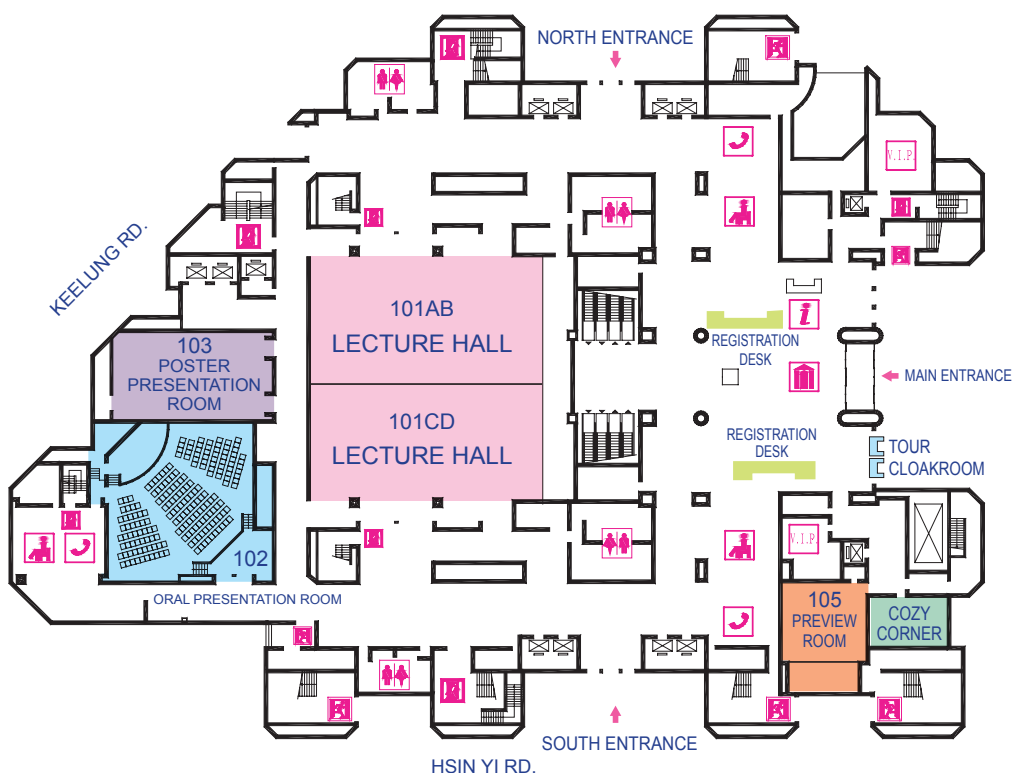 NORTH ENTRANCE
V.I.P.
KEELUNG RD.
101AB
LECTURE HALL
i
REGISTRATION
DESK
103
POSTER
PRESENTATION
ROOM
MAIN ENTRANCE
101CD
LECTURE HALL
REGISTRATION
DESK
TOUR
CLOAKROOM
V.I.P.
102
ORAL PRESENTATION ROOM
105
PREVIEW
ROOM
COZY
CORNER
SOUTH ENTRANCE
HSIN YI RD.